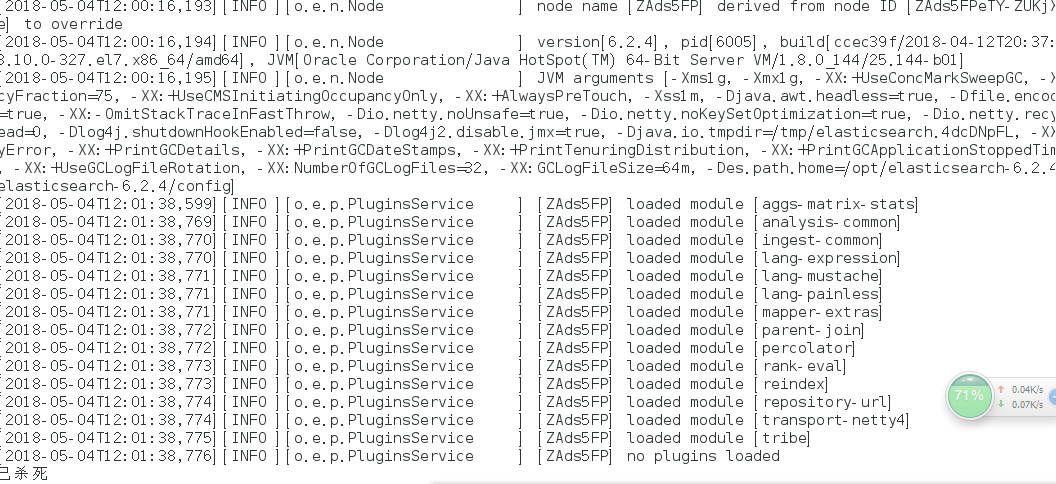 [2018-05-04T12:00:16,193][INFO ][o.e.n.Node               ] node name [ZAds5FP] derived from node ID [ZAds5FPeTY-ZUKjX
e] to override
[2018-05-04T12:00:16,194][INFO ][o.e.n.Node               ] version[6.2.4], pid[6005], build[ccec39f/2018-04-12T20:37:
3.10.0-327.el7.x86_64/amd64], JVM[Oracle Corporation/Java HotSpot(TM) 64-Bit Server VM/1.8.0_144/25.144-b01]
[2018-05-04T12:00:16,195][INFO ][o.e.n.Node               ] JVM arguments [-Xms1g, -Xmx1g, -XX:+UseConcMarkSweepGC, -X
cyFraction=75, -XX:+UseCMSInitiatingOccupancyOnly, -XX:+AlwaysPreTouch, -Xss1m, -Djava.awt.headless=true, -Dfile.enco
=true, -XX:-OmitStackTraceInFastThrow, -Dio.netty.noUnsafe=true, -Dio.netty.noKeySetOptimization=true, -Dio.netty.recy
ead=0, -Dlog4j.shutdownHookEnabled=false, -Dlog4j2.disable.jmx=true, -Djava.io.tmpdir=/tmp/elasticsearch.4dcDNpFL, -X
yError, -XX:+PrintGCDetails, -XX:+PrintGCDateStamps, -XX:+PrintTenuringDistribution, -XX:+PrintGCApplicationStoppedTim
, -XX:+UseGCLogFileRotation, -XX:NumberOfGCLogFiles=32, -XX:GCLogFileSize=64m, -Des.path.home=/opt/elasticsearch-6.2.4
elasticsearch-6.2.4/config]
[2018-05-04T12:01:38,599][INFO ][o.e.p.PluginsService     ] [ZAds5FP] loaded module [aggs-matrix-stats]
[2018-05-04T12:01:38,769][INFO ][o.e.p.PluginsService     ] [ZAds5FP] loaded module [analysis-common]
[2018-05-04T12:01:38,770][INFO ][o.e.p.PluginsService     ] [ZAds5FP] loaded module [ingest-common]
[2018-05-04T12:01:38,770][INFO ][o.e.p.PluginsService     ] [ZAds5FP] loaded module [lang-expression]
[2018-05-04T12:01:38,771][INFO ][o.e.p.PluginsService     ] [ZAds5FP] loaded module [lang-mustache]
[2018-05-04T12:01:38,771][INFO ][o.e.p.PluginsService     ] [ZAds5FP] loaded module [lang-painless]
[2018-05-04T12:01:38,771][INFO ][o.e.p.PluginsService     ] [ZAds5FP] loaded module [mapper-extras]
[2018-05-04T12:01:38,772][INFO ][o.e.p.PluginsService     ] [ZAds5FP] loaded module [parent-join]
[2018-05-04T12:01:38,772][INFO ][o.e.p.PluginsService     ] [ZAds5FP] loaded module [percolator]
[2018-05-04T12:01:38,773][INFO ][o.e.p.PluginsService     ] [ZAds5FP] loaded module [rank-eval]
[2018-05-04T12:01:38,773][INFO ][o.e.p.PluginsService     ] [ZAds5FP] loaded module [reindex]
[2018-05-04T12:01:38,774][INFO ][o.e.p.PluginsService     ] [ZAds5FP] loaded module [repository-url]
[2018-05-04T12:01:38,774][INFO ][o.e.p.PluginsService     ] [ZAds5FP] loaded module [transport-netty4]
[2018-05-04T12:01:38,775][INFO ][o.e.p.PluginsService     ] [ZAds5FP] loaded module [tribe]
[2018-05-04T12:01:38,776][INFO ][o.e.p.PluginsService     ] [ZAds5FP] no plugins loaded
已杀死
71%
0.04K/s
0.07K/s